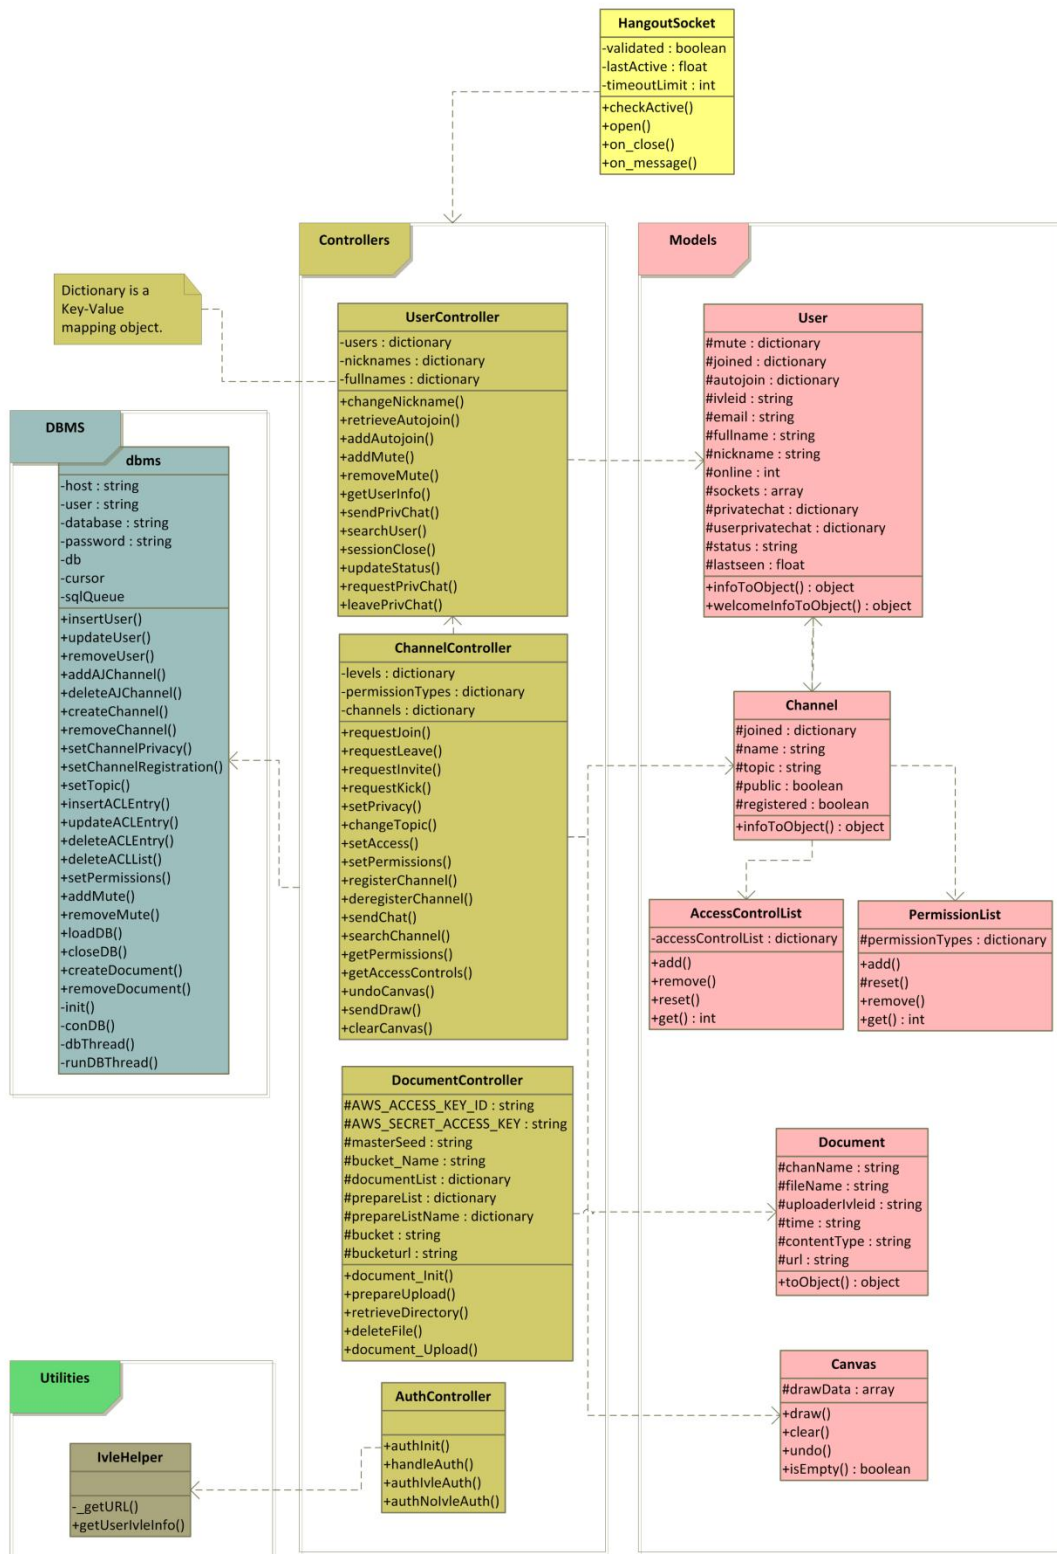 HangoutSocket
-validated : boolean
-lastActive : float
-timeoutLimit : int
+checkActive()
+open()
+on_close()
+on_message()
Controllers
Models
Dictionary is a
Key-Value
mapping object.
UserController
-users : dictionary
-nicknames : dictionary
-fullnames : dictionary
+changeNickname()
+retrieveAutojoin()
+addAutojoin()
+addMute()
+removeMute()
+getUserInfo()
+sendPrivChat()
+searchUser()
+sessionClose()
+updateStatus()
+requestPrivChat()
+leavePrivChat()
User
#mute : dictionary
#joined : dictionary
#autojoin : dictionary
#ivleid : string
#email : string
#fullname : string
#nickname : string
#online : int
#sockets : array
#privatechat : dictionary
#userprivatechat : dictionary
#status : string
#lastseen : float
+infoToObject() : object
+welcomeInfoToObject() : object
DBMS
dbms
-host : string
-user : string
-database : string
-password : string
-db
-cursor
-sqlQueue
+insertUser()
+updateUser()
+removeUser()
+addAJChannel()
+deleteAJChannel()
+createChannel()
+removeChannel()
+setChannelPrivacy()
+setChannelRegistration()
+setTopic()
+insertACLEntry()
+updateACLEntry()
+deleteACLEntry()
+deleteACLList()
+setPermissions()
+addMute()
+removeMute()
+loadDB()
+closeDB()
+createDocument()
+removeDocument()
-init()
-conDB()
-dbThread()
-runDBThread()
ChannelController
-levels : dictionary
-permissionTypes : dictionary
-channels : dictionary
+requestJoin()
+requestLeave()
+requestInvite()
+requestKick()
+setPrivacy()
+changeTopic()
+setAccess()
+setPermissions()
+registerChannel()
+deregisterChannel()
+sendChat()
+searchChannel()
+getPermissions()
+getAccessControls()
+undoCanvas()
+sendDraw()
+clearCanvas()
Channel
#joined : dictionary
#name : string
#topic : string
#public : boolean
#registered : boolean
+infoToObject() : object
AccessControlList
-accessControlList : dictionary
+add()
+remove()
+reset()
+get() : int
PermissionList
#permissionTypes : dictionary
+add()
#reset()
+remove()
+get() : int
DocumentController
#AWS_ACCESS_KEY_ID : string
#AWS_SECRET_ACCESS_KEY : string
#masterSeed : string
#bucket_Name : string
#documentList : dictionary
#prepareList : dictionary
#prepareListName : dictionary
#bucket : string
#bucketurl : string
+document_Init()
+prepareUpload()
+retrieveDirectory()
+deleteFile()
+document_Upload()
Document
#chanName : string
#fileName : string
#uploaderIvleid : string
#time : string
#contentType : string
#url : string
+toObject() : object
Utilities
IvleHelper
-_getURL()
+getUserIvleInfo()
AuthController
+authInit()
+handleAuth()
+authIvleAuth()
+authNoIvleAuth()
Canvas
#drawData : array
+draw()
+clear()
+undo()
+isEmpty() : boolean